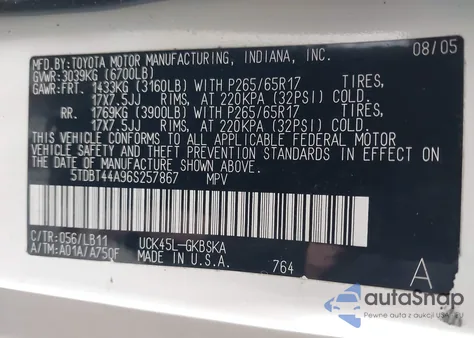 MFD.BY: TOYOTA MOTOR MANUFACTURING, INDIANA, INC. 08/05
GVWR: 3039KG (6700LB)
GAWR: FRT. 1433KG (3160LB) WITH P265/65R17 TIRES,
17X7.5JJ RIMS, AT 220KPA (32PSI) COLD.
RR. 1769KG (3900LB) WITH P265/65R17 TIRES,
17X7.5JJ RIMS, AT 220KPA (32PSI) COLD.
THIS VEHICLE CONFORMS TO ALL APPLICABLE FEDERAL MOTOR
VEHICLE SAFETY AND THEFT PREVENTION STANDARDS IN EFFECT
ON THE DATE OF MANUFACTURE SHOWN ABOVE.
5TDBT44A96S257867 MPV
C/TR: 056/LB11 UCK45L-GKBSKA
A/TM: A01A/A750F MADE IN U.S.A. 764 A
autoSnap
Pewne auta z aukcji USA